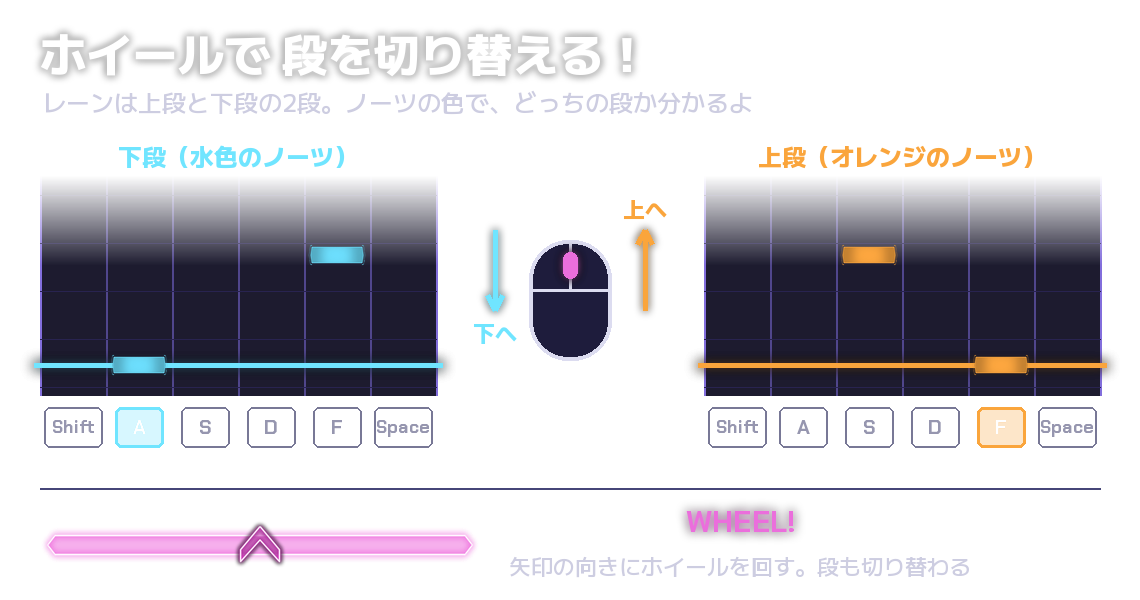 ホイールで 段を切り替える！
レーンは上段と下段の2段。ノーツの色で、どっちの段か分かるよ
下段（水色のノーツ）
上段（オレンジのノーツ）
上へ
下へ
Shift A S D F Space
Shift A S D F Space
WHEEL!
矢印の向きにホイールを回す。段も切り替わる